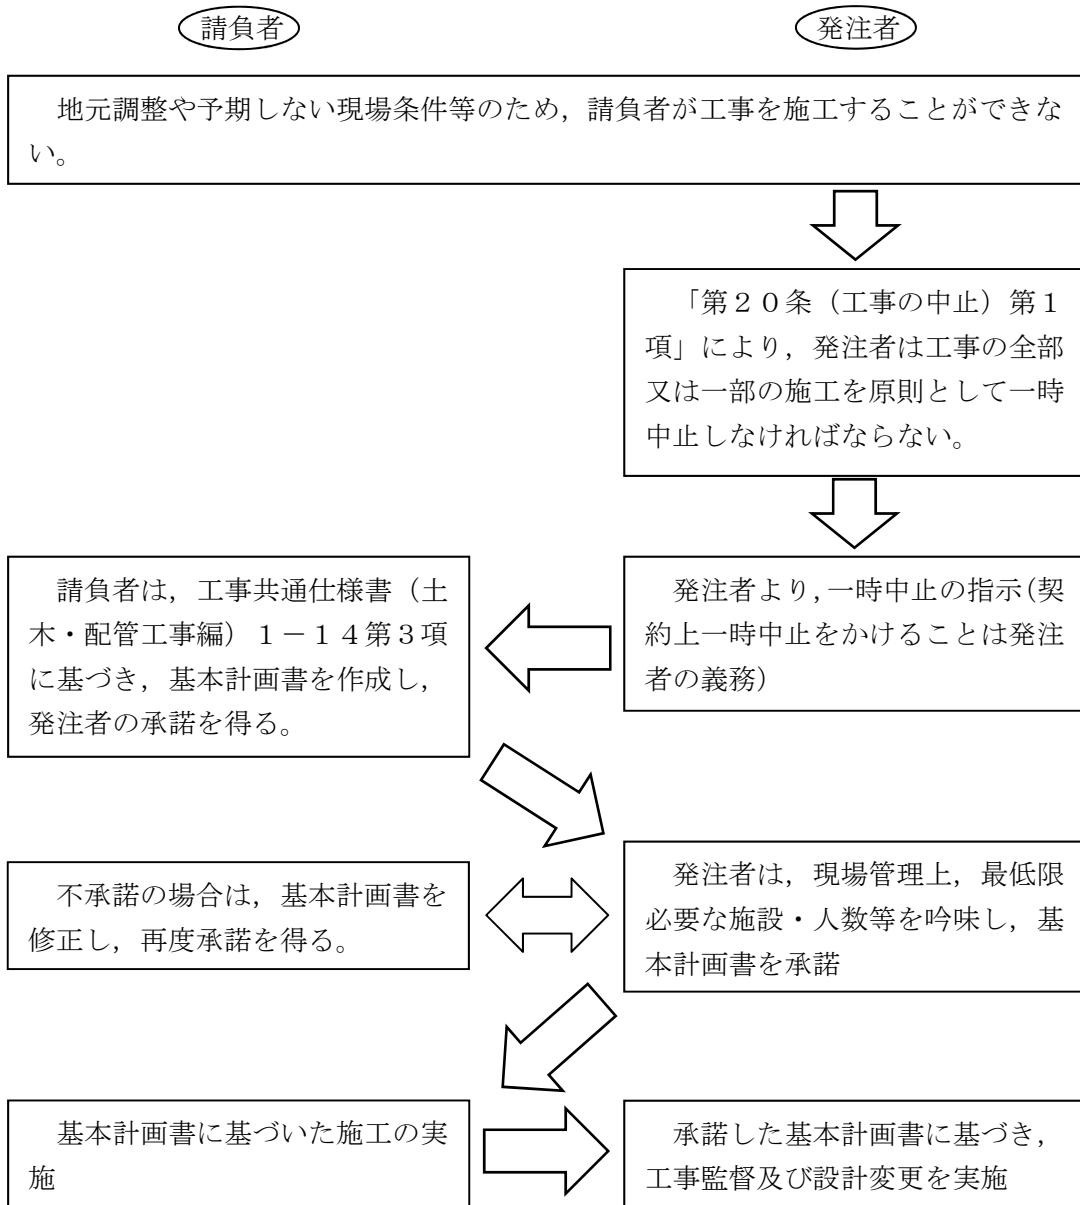 請負者
発注者
　地元調整や予期しない現場条件等のため，請負者が工事を施工することができな
い。
　「第２０条（工事の中止）第１
項」により，発注者は工事の全部
又は一部の施工を原則として一時
中止しなければならない。
　発注者より，一時中止の指示（契
約上一時中止をかけることは発注
者の義務）
　請負者は，工事共通仕様書（土
木・配管工事編）１－１４第３項
に基づき，基本計画書を作成し，
発注者の承諾を得る。
　発注者は，現場管理上，最低限
必要な施設・人数等を吟味し，基
本計画書を承諾
　不承諾の場合は，基本計画書を
修正し，再度承諾を得る。
　基本計画書に基づいた施工の実
施
　承諾した基本計画書に基づき，
工事監督及び設計変更を実施